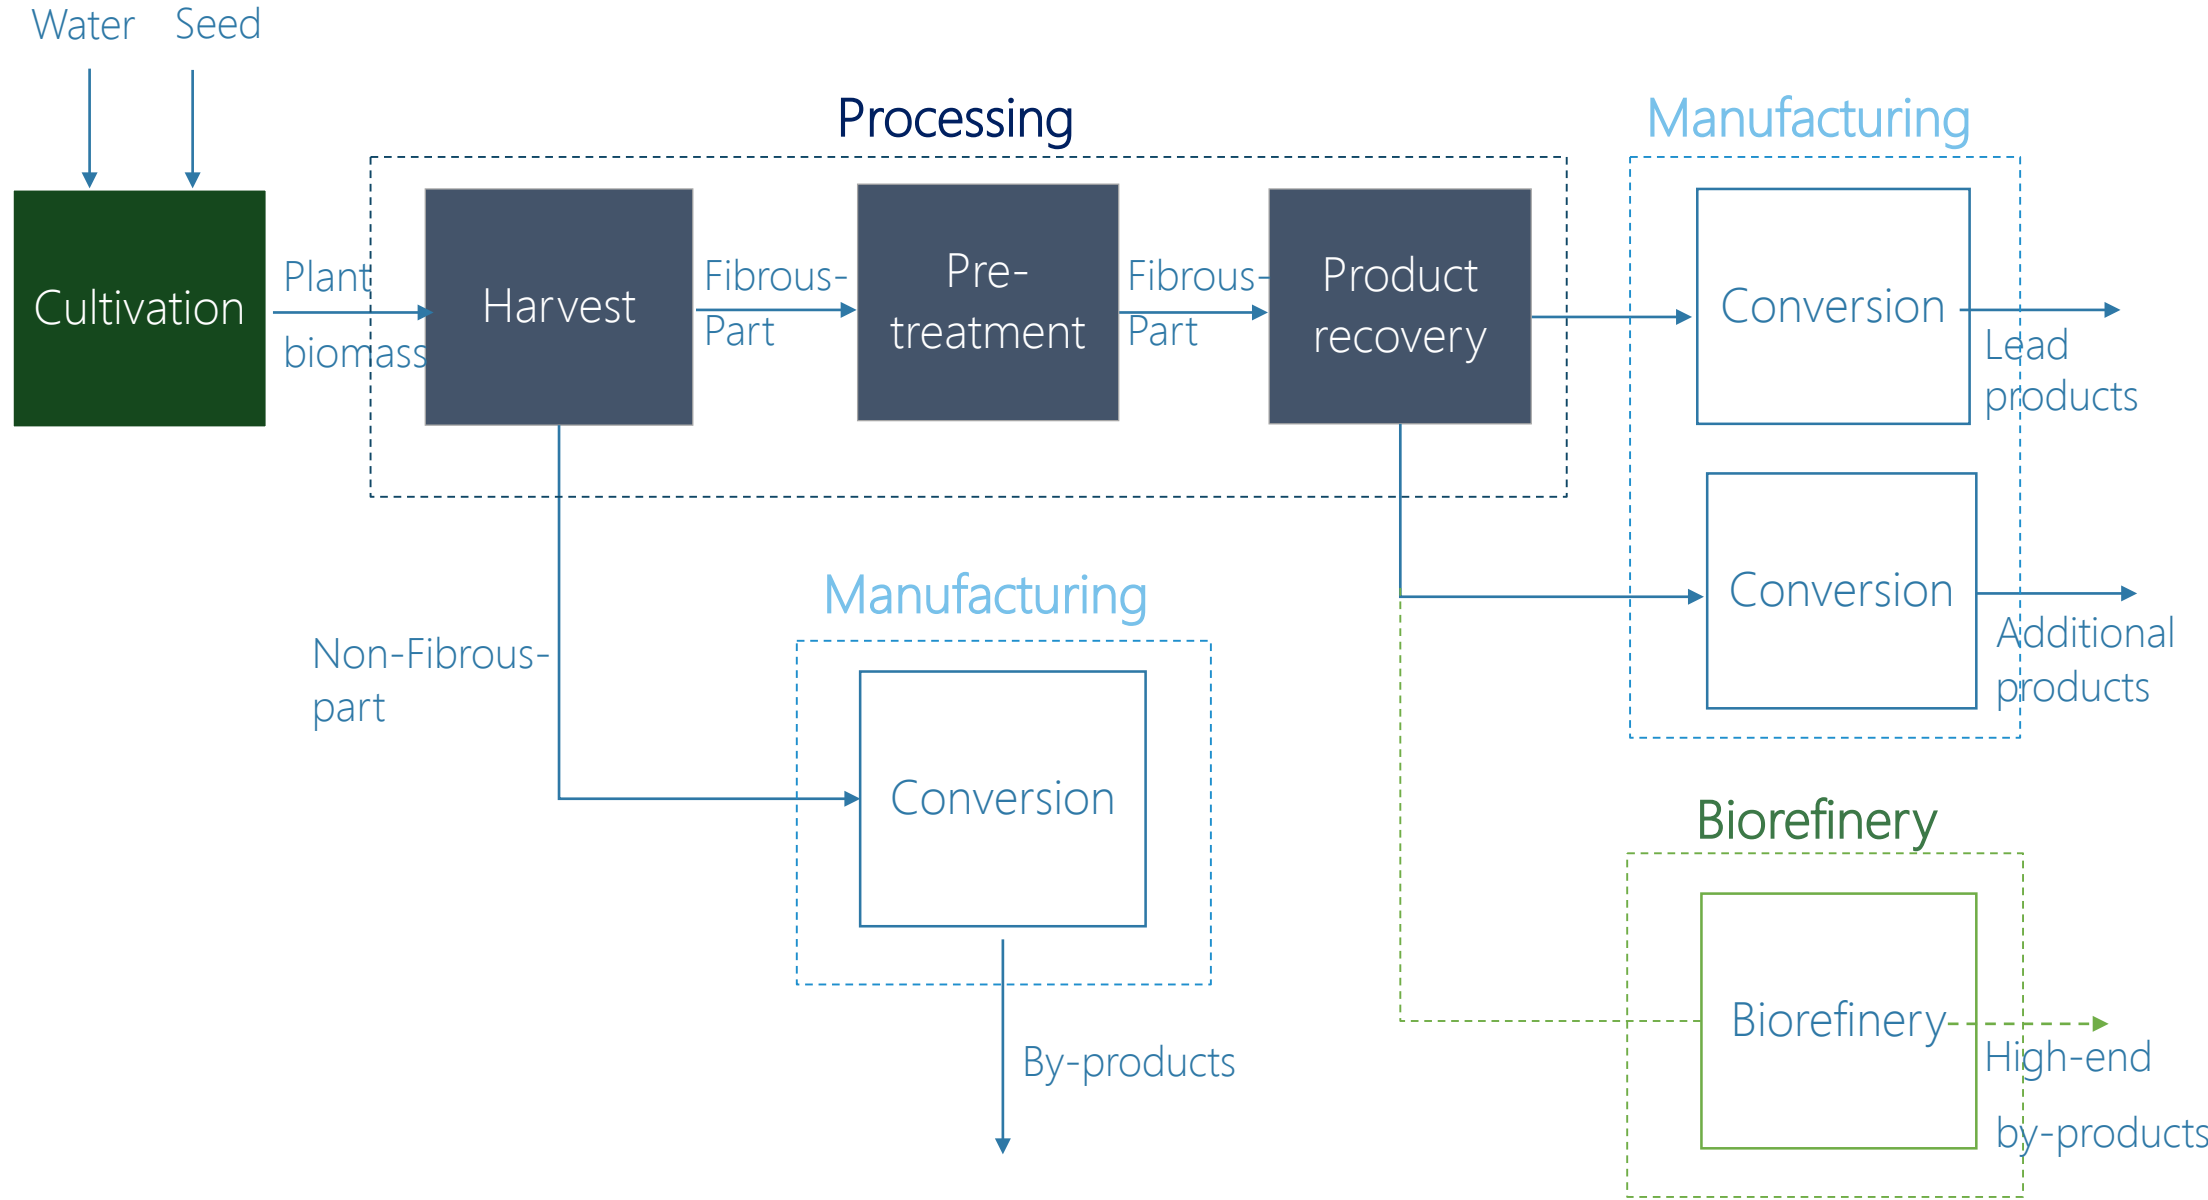 Water
Seed
Processing
Manufacturing
Cultivation
Plant
biomass
Harvest
Fibrous-
Part
Pre-
treatment
Fibrous-
Part
Product
recovery
Conversion
Lead
products
Conversion
Additional
products
Manufacturing
Non-Fibrous-
part
Conversion
By-products
Biorefinery
Biorefinery
High-end
by-products